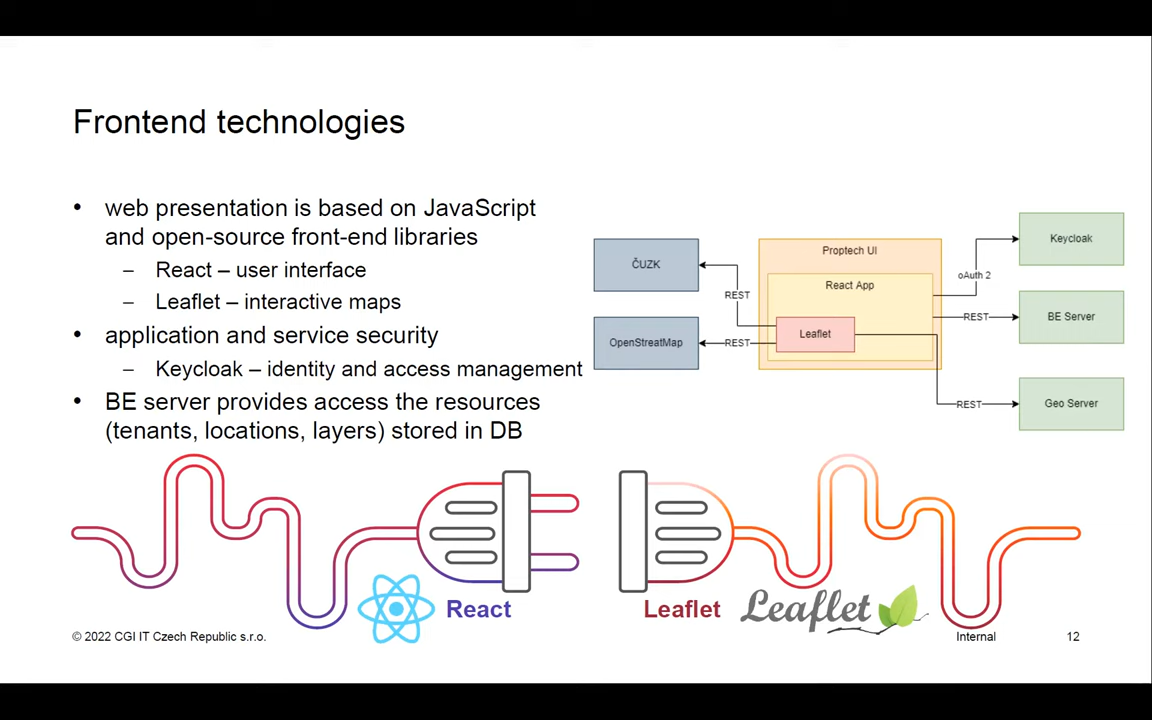 Frontend technologies
• web presentation is based on JavaScript
and open-source front-end libraries
– React – user interface
– Leaflet – interactive maps
• application and service security
– Keycloak – identity and access management
• BE server provides access the resources
(tenants, locations, layers) stored in DB
ČUZK
OpenStreatMap
REST
REST
Proptech UI
React App
Leaflet
oAuth 2
REST
REST
Keycloak
BE Server
Geo Server
React
Leaflet
Leaflet
© 2022 CGI IT Czech Republic s.r.o.
Internal
12